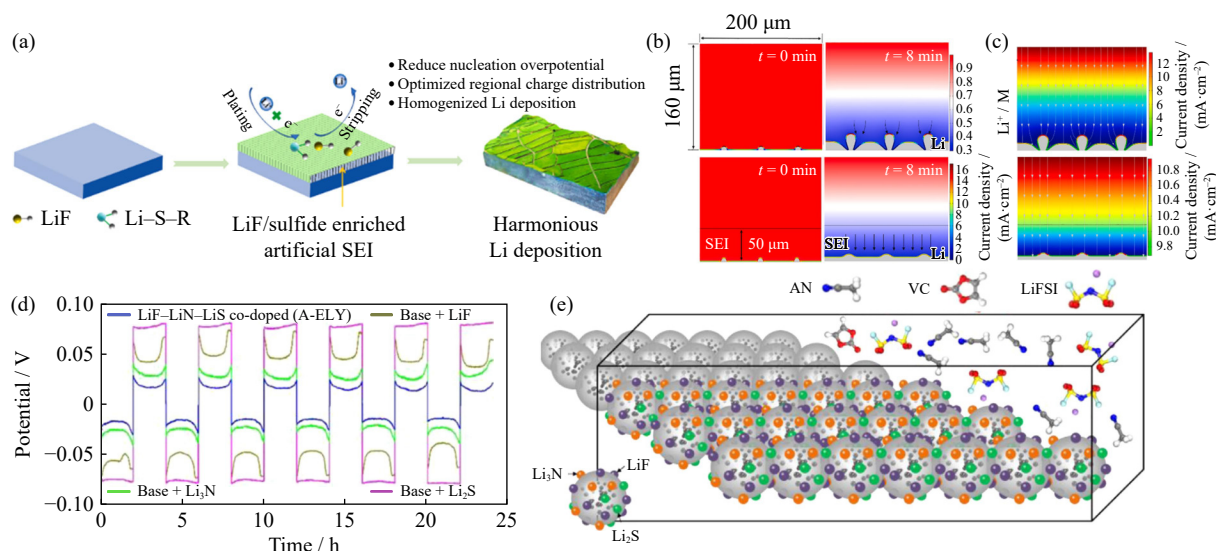 (a)
Plating
e⁻
e⁻
Stripping
• Reduce nucleation overpotential
• Optimized regional charge distribution
• Homogenized Li deposition
LiF
Li–S–R
LiF/sulfide enriched
artificial SEI
Harmonious
Li deposition
(b)
200 μm
160 μm
t = 0 min
t = 8 min
Li
0.9
0.8
0.7
0.6
0.5
0.4
0.3
Li⁺ / M
t = 0 min
SEI
50 μm
t = 8 min
SEI
Li
16
14
12
10
8
6
4
2
0
Current density /
(mA·cm⁻²)
(c)
12
10
8
6
4
2
Current density /
(mA·cm⁻²)
10.8
10.6
10.4
10.2
10.0
9.8
Current density /
(mA·cm⁻²)
(d)
Potential / V
0.10
0.05
0
−0.05
−0.10
LiF–LiN–LiS co-doped (A-ELY)
Base + LiF
Base + Li₃N
Base + Li₂S
0
5
10
15
20
25
Time / h
AN
VC
LiFSI
(e)
Li₃N
LiF
Li₂S